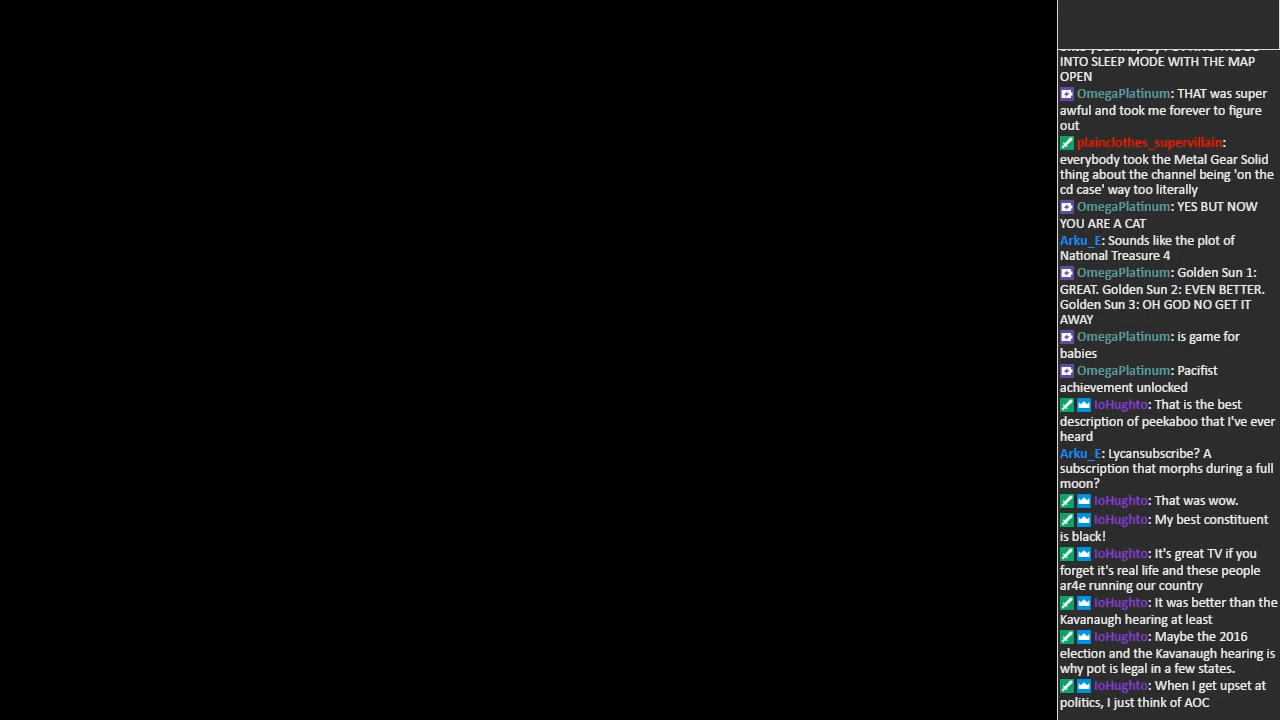 INTO SLEEP MODE WITH THE MAP
OPEN
OmegaPlatinum: THAT was super
awful and took me forever to figure
out
plainclothes_supervillain:
everybody took the Metal Gear Solid
thing about the channel being 'on the
cd case' way too literally
OmegaPlatinum: YES BUT NOW
YOU ARE A CAT
Arku_E: Sounds like the plot of
National Treasure 4
OmegaPlatinum: Golden Sun 1:
GREAT. Golden Sun 2: EVEN BETTER.
Golden Sun 3: OH GOD NO GET IT
AWAY
OmegaPlatinum: is game for
babies
OmegaPlatinum: Pacifist
achievement unlocked
IoHughto: That is the best
description of peekaboo that I've ever
heard
Arku_E: Lycansubscribe? A
subscription that morphs during a full
moon?
IoHughto: That was wow.
IoHughto: My best constituent
is black!
IoHughto: It's great TV if you
forget it's real life and these people
ar4e running our country
IoHughto: It was better than the
Kavanaugh hearing at least
IoHughto: Maybe the 2016
election and the Kavanaugh hearing is
why pot is legal in a few states.
IoHughto: When I get upset at
politics, I just think of AOC